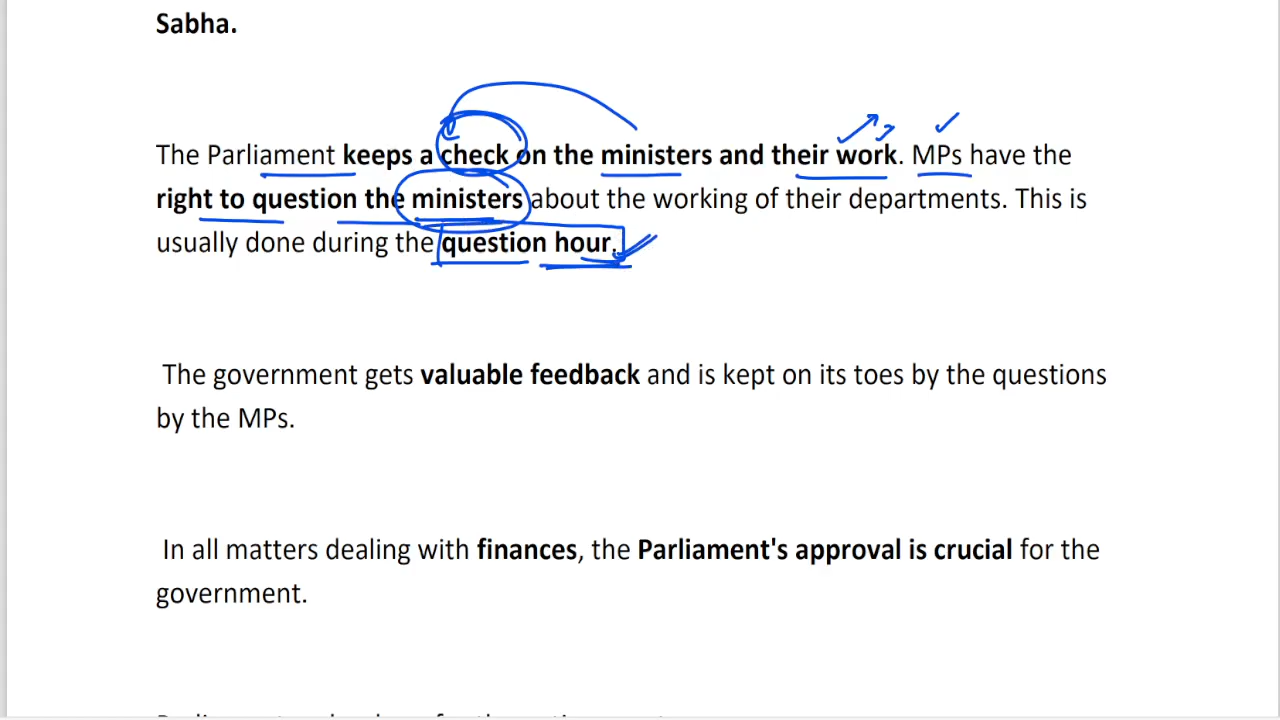 Sabha.
The Parliament keeps a check on the ministers and their work. MPs have the
right to question the ministers about the working of their departments. This is
usually done during the question hour.
The government gets valuable feedback and is kept on its toes by the questions
by the MPs.
In all matters dealing with finances, the Parliament's approval is crucial for the
government.